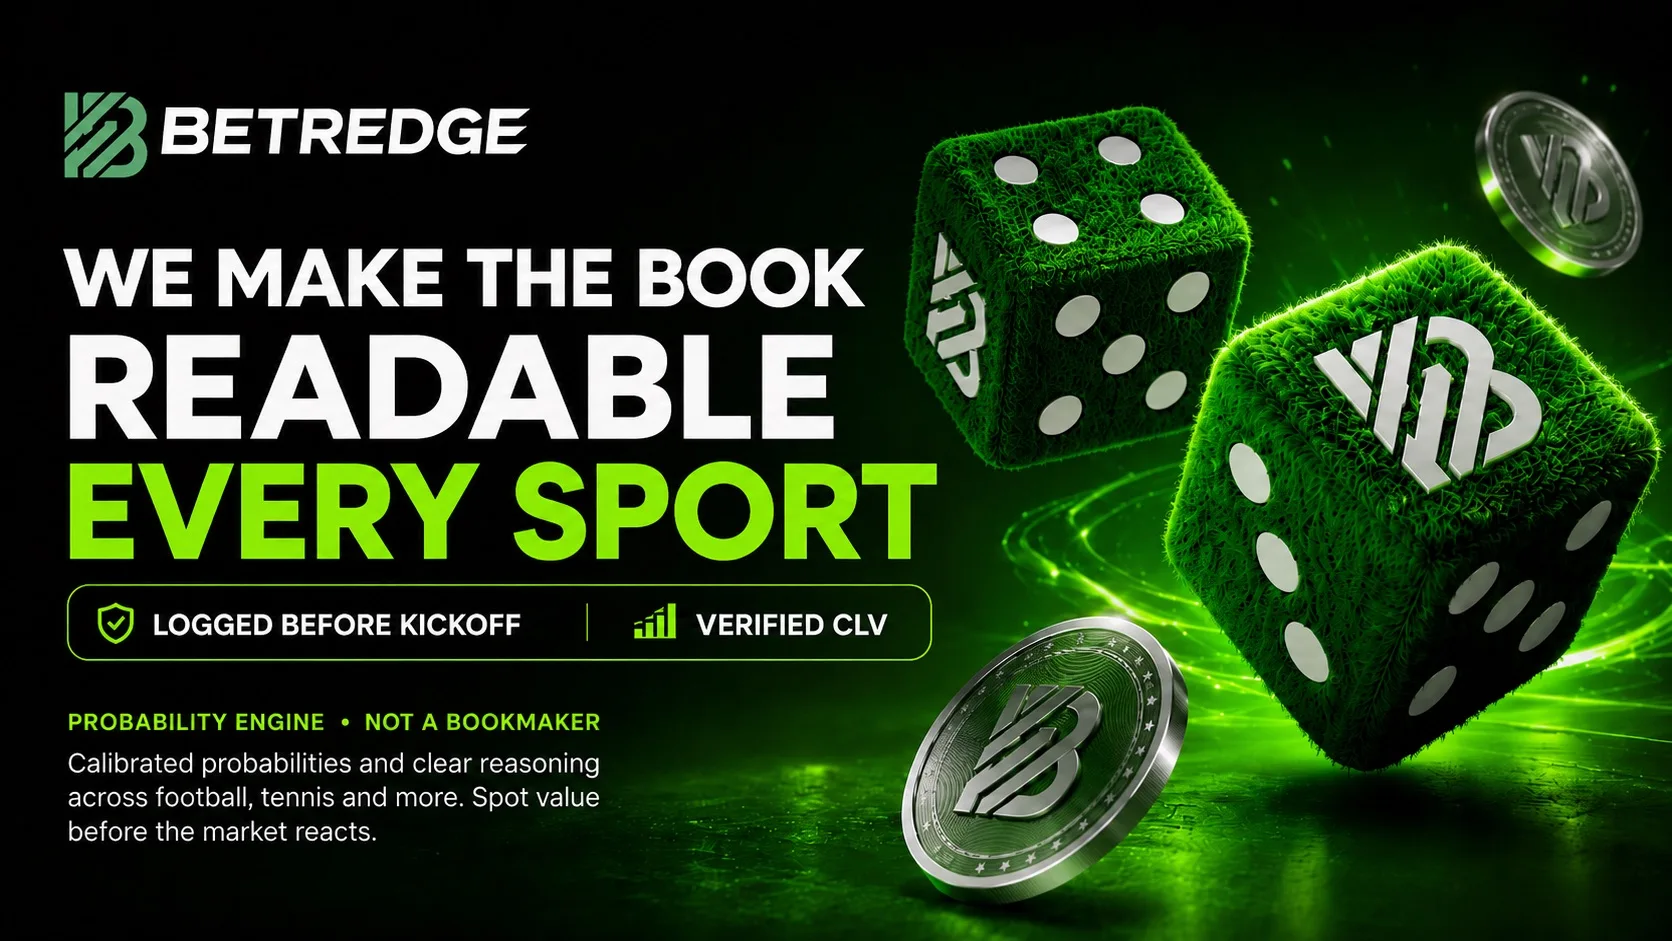 BETREDGE
WE MAKE THE BOOK
READABLE
EVERY SPORT
LOGGED BEFORE KICKOFF | VERIFIED CLV
PROBABILITY ENGINE • NOT A BOOKMAKER
Calibrated probabilities and clear reasoning
across football, tennis and more. Spot value
before the market reacts.